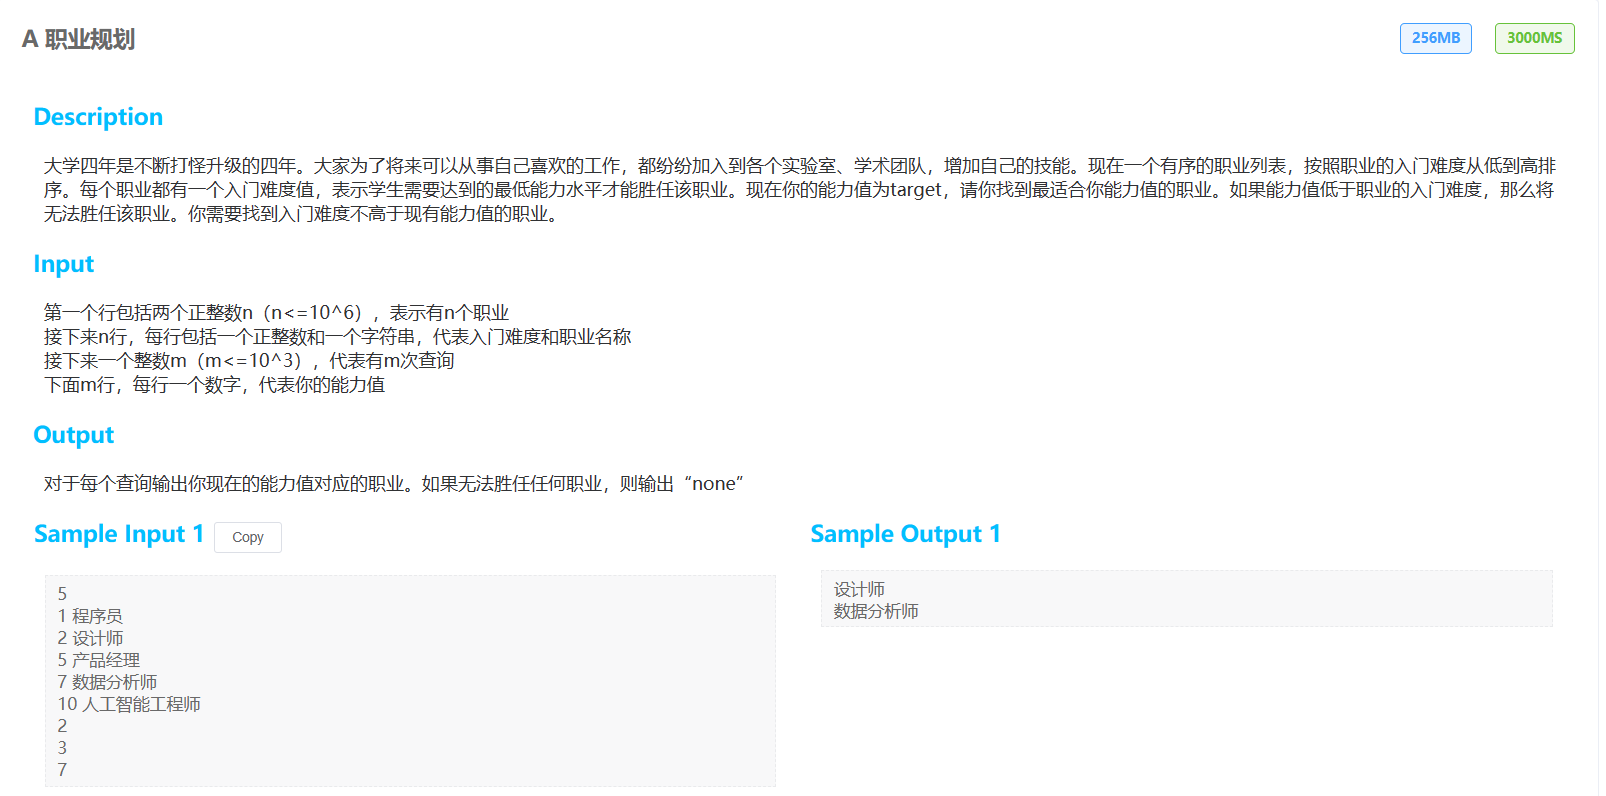 A 职业规划
256MB
3000MS
Description
大学四年是不断打怪升级的四年。大家为了将来可以从事自己喜欢的工作，都纷纷加入到各个实验室、学术团队，增加自己的技能。现在一个有序的职业列表，按照职业的入门难度从低到高排
序。每个职业都有一个入门难度值，表示学生需要达到的最低能力水平才能胜任该职业。现在你的能力值为target，请你找到最适合你能力值的职业。如果能力值低于职业的入门难度，那么将
无法胜任该职业。你需要找到入门难度不高于现有能力值的职业。
Input
第一个行包括两个正整数n（n<=10^6），表示有n个职业
接下来n行，每行包括一个正整数和一个字符串，代表入门难度和职业名称
接下来一个整数m（m<=10^3），代表有m次查询
下面m行，每行一个数字，代表你的能力值
Output
对于每个查询输出你现在的能力值对应的职业。如果无法胜任任何职业，则输出“none”
Sample Input 1
Copy
5
1 程序员
2 设计师
5 产品经理
7 数据分析师
10 人工智能工程师
2
3
7
Sample Output 1
设计师
数据分析师